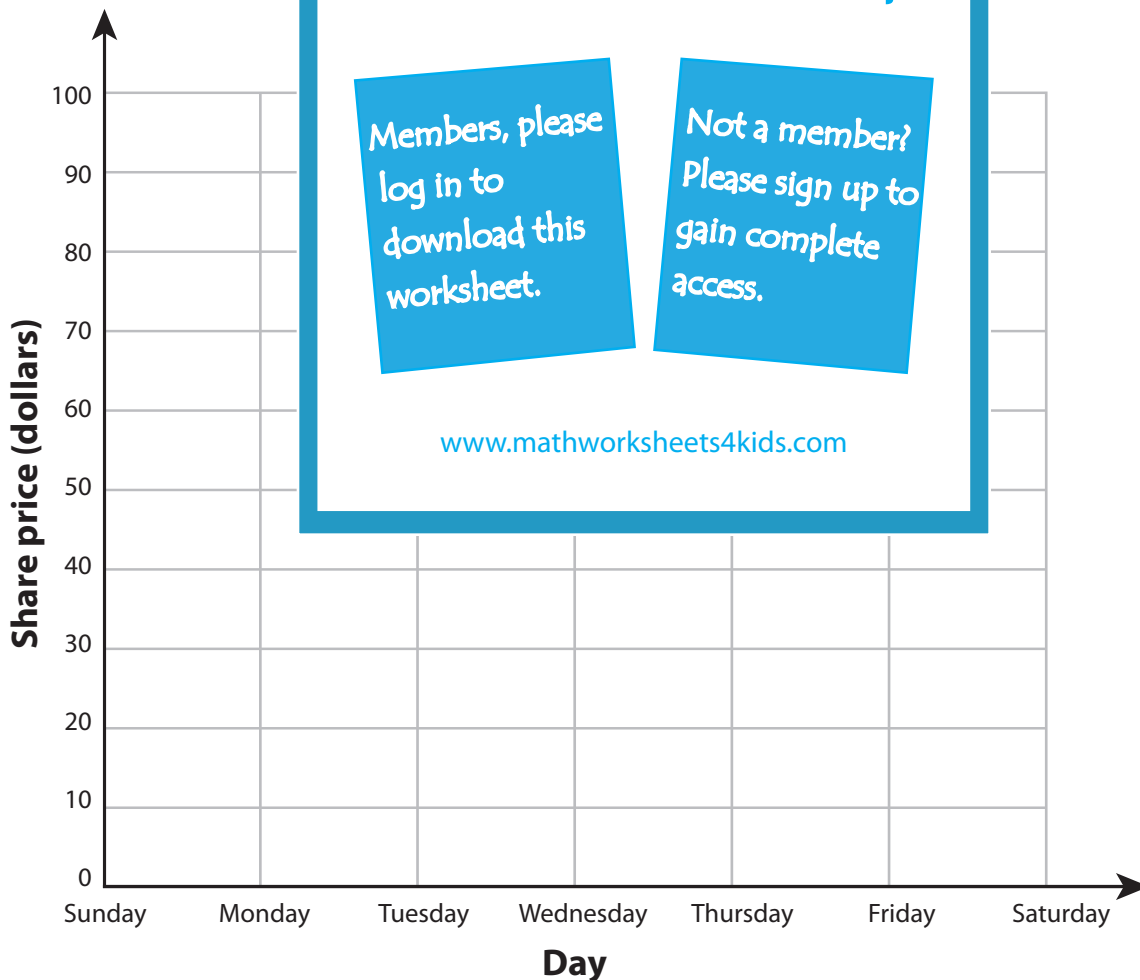 100
90
80
70
60
50
40
30
20
10
0
Share price (dollars)
Members, please
log in to
download this
worksheet.
Not a member?
Please sign up to
gain complete
access.
www.mathworksheets4kids.com
Sunday Monday Tuesday Wednesday Thursday Friday Saturday
Day